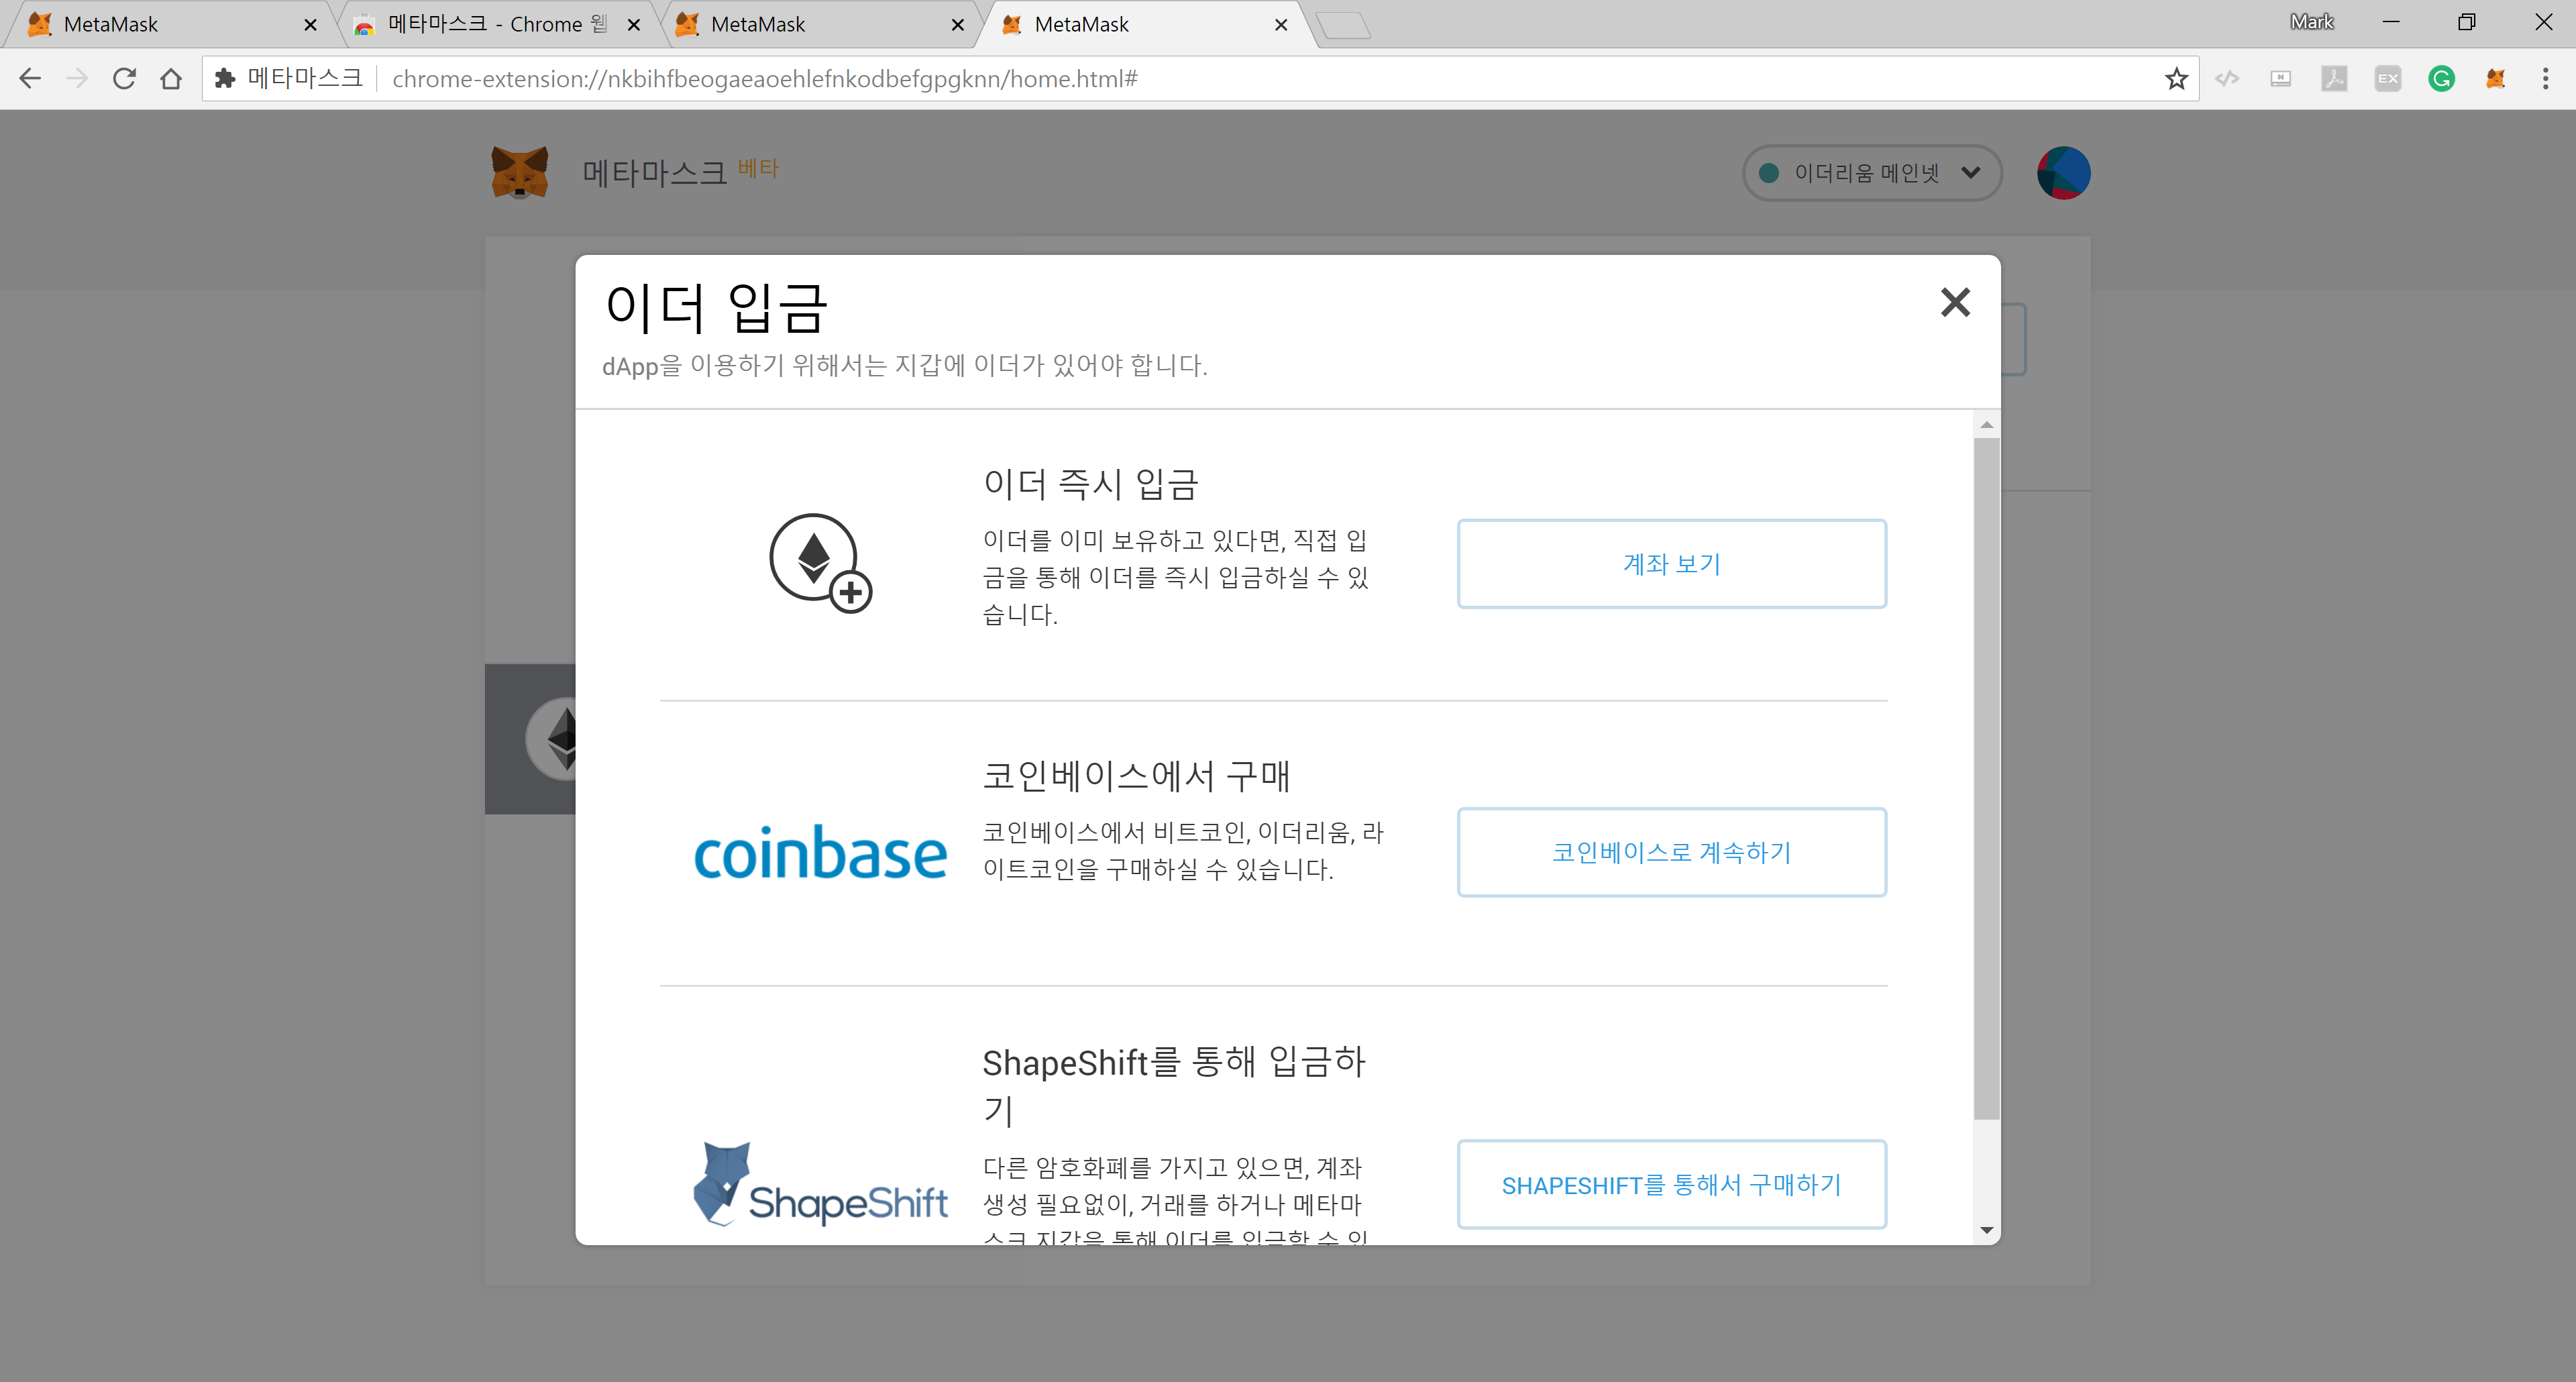 MetaMask
메타마스크 - Chrome 웹
MetaMask
MetaMask
Mark
메타마스크
chrome-extension://nkbihfbeogaeaoehlefnkodbefgpgknn/home.html#
EX
메타마스크 베타
이더리움 메인넷
이더 입금
dApp을 이용하기 위해서는 지갑에 이더가 있어야 합니다.
이더 즉시 입금
이더를 이미 보유하고 있다면, 직접 입
금을 통해 이더를 즉시 입금하실 수 있
습니다.
계좌 보기
코인베이스에서 구매
coinbase
코인베이스에서 비트코인, 이더리움, 라
이트코인을 구매하실 수 있습니다.
코인베이스로 계속하기
ShapeShift를 통해 입금하
기
ShapeShift
다른 암호화폐를 가지고 있으면, 계좌
생성 필요없이, 거래를 하거나 메타마
스크 지갑을 통해 이더를 입금할 수 있
SHAPESHIFT를 통해서 구매하기